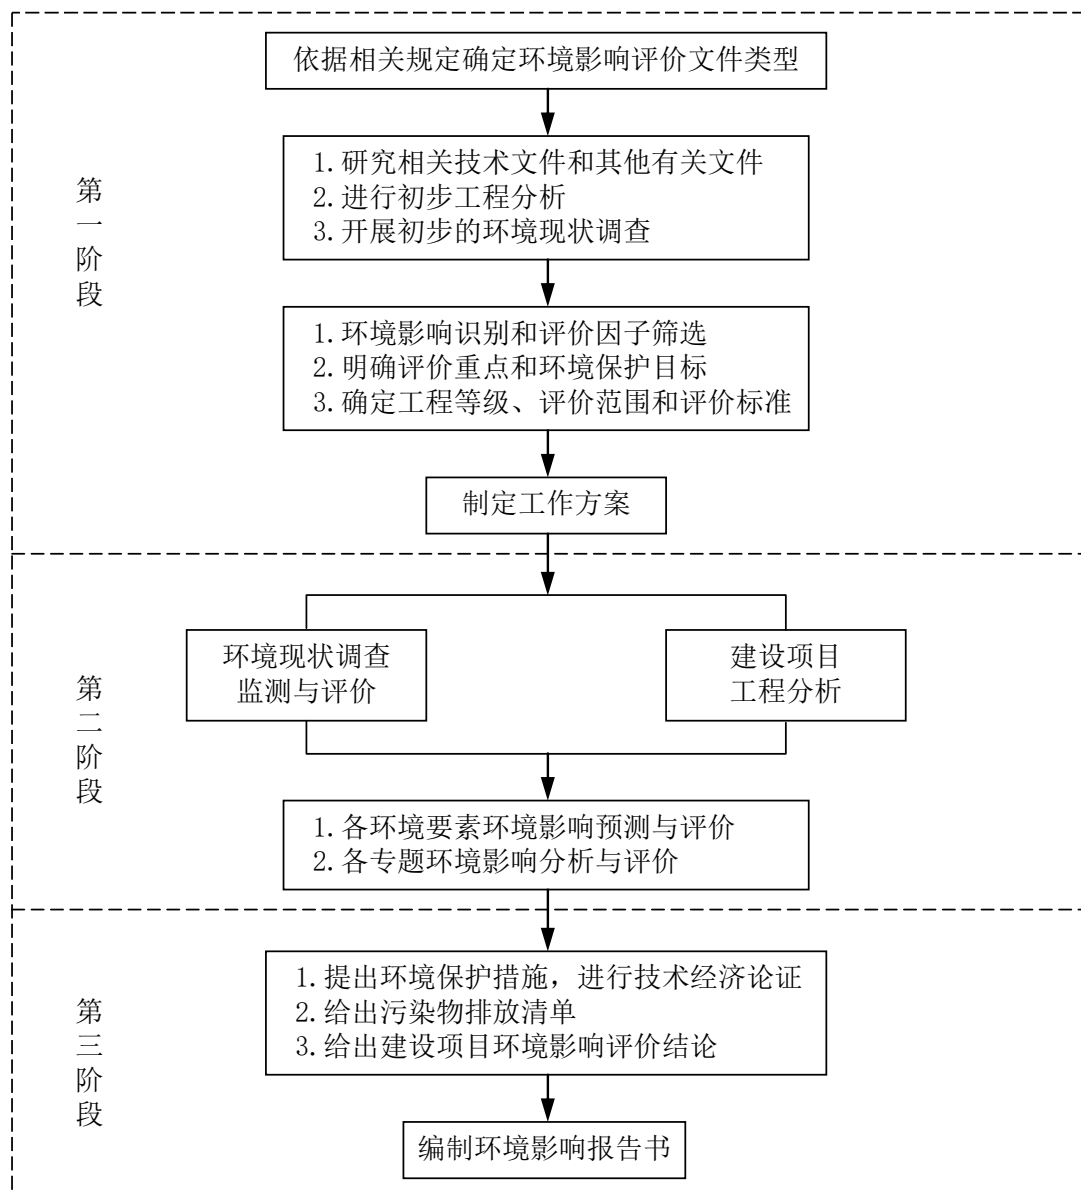 依据相关规定确定环境影响评价文件类型
第一阶段
1.研究相关技术文件和其他有关文件
2.进行初步工程分析
3.开展初步的环境现状调查
1.环境影响识别和评价因子筛选
2.明确评价重点和环境保护目标
3.确定工程等级、评价范围和评价标准
制定工作方案
第二阶段
环境现状调查
监测与评价
建设项目
工程分析
1.各环境要素环境影响预测与评价
2.各专题环境影响分析与评价
第三阶段
1.提出环境保护措施，进行技术经济论证
2.给出污染物排放清单
3.给出建设项目环境影响评价结论
编制环境影响报告书